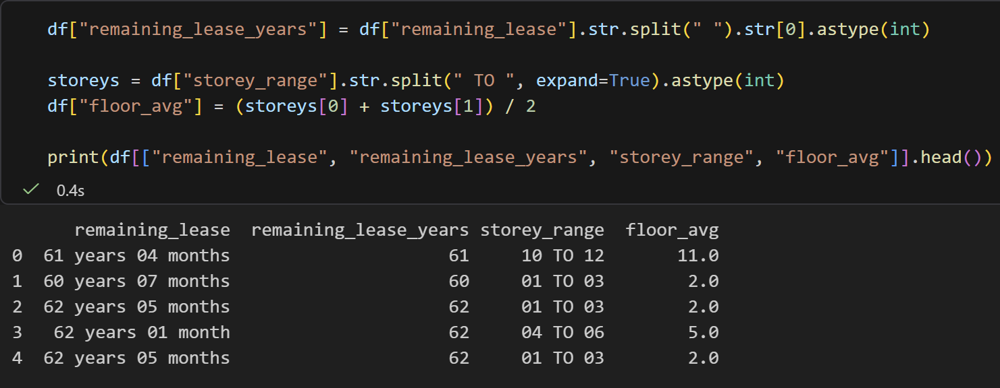 df["remaining_lease_years"] = df["remaining_lease"].str.split(" ").str[0].astype(int)
storeys = df["storey_range"].str.split(" TO ", expand=True).astype(int)
df["floor_avg"] = (storeys[0] + storeys[1]) / 2
print(df[["remaining_lease", "remaining_lease_years", "storey_range", "floor_avg"]].head())
0.4s
remaining_lease remaining_lease_years storey_range floor_avg
0 61 years 04 months 61 10 TO 12 11.0
1 60 years 07 months 60 01 TO 03 2.0
2 62 years 05 months 62 01 TO 03 2.0
3 62 years 01 month 62 04 TO 06 5.0
4 62 years 05 months 62 01 TO 03 2.0